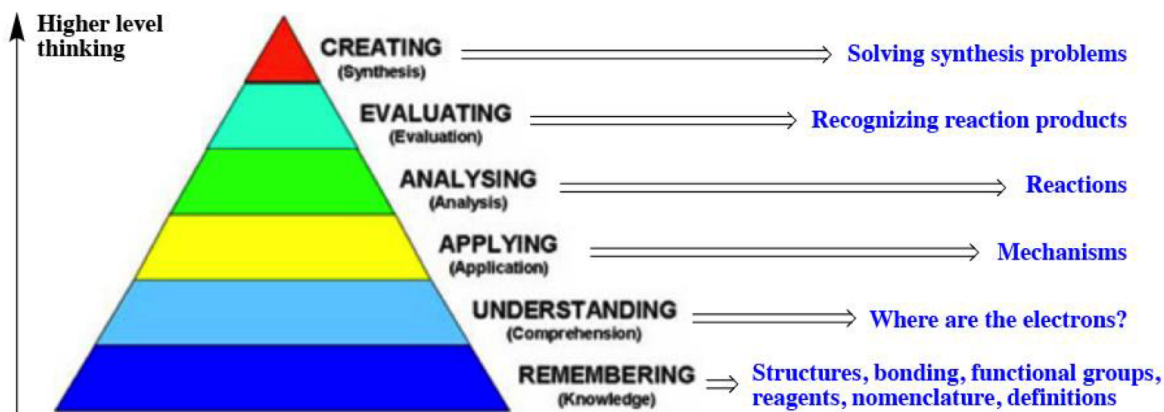 Higher level
thinking
CREATING
(Synthesis)
Solving synthesis problems
EVALUATING
(Evaluation)
Recognizing reaction products
ANALYSING
(Analysis)
Reactions
APPLYING
(Application)
Mechanisms
UNDERSTANDING
(Comprehension)
Where are the electrons?
REMEMBERING
(Knowledge)
Structures, bonding, functional groups,
reagents, nomenclature, definitions